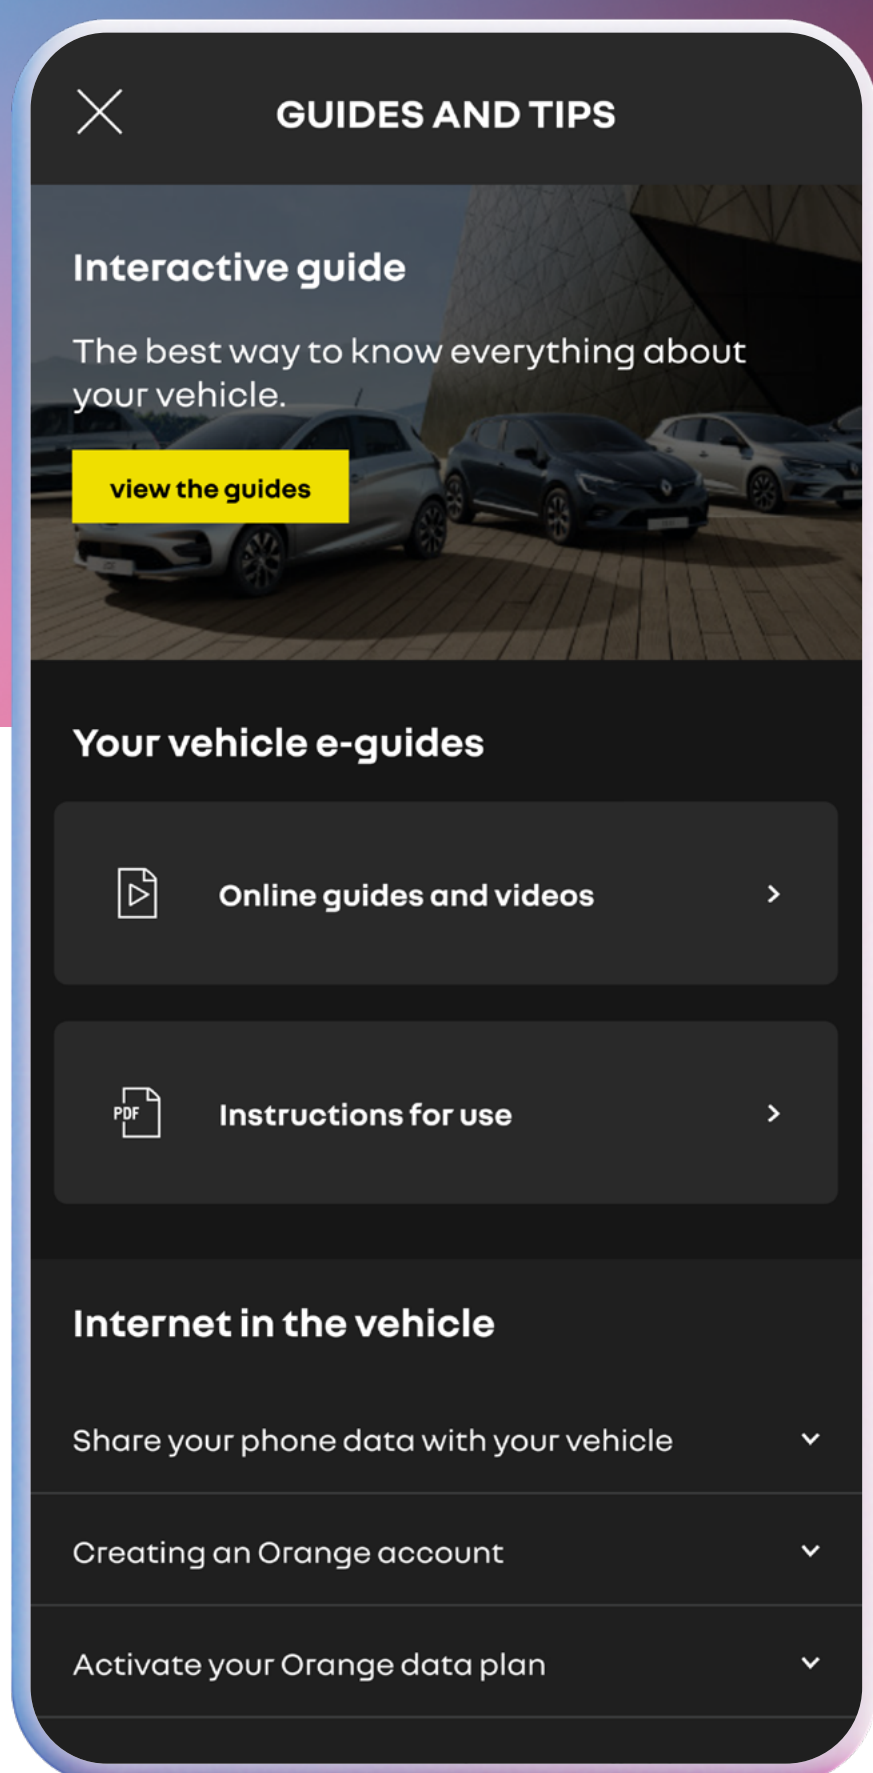 GUIDES AND TIPS
Interactive guide
The best way to know everything about
your vehicle.
view the guides
Your vehicle e-guides
Online guides and videos
PDF
Instructions for use
Internet in the vehicle
Share your phone data with your vehicle
Creating an Orange account
Activate your Orange data plan